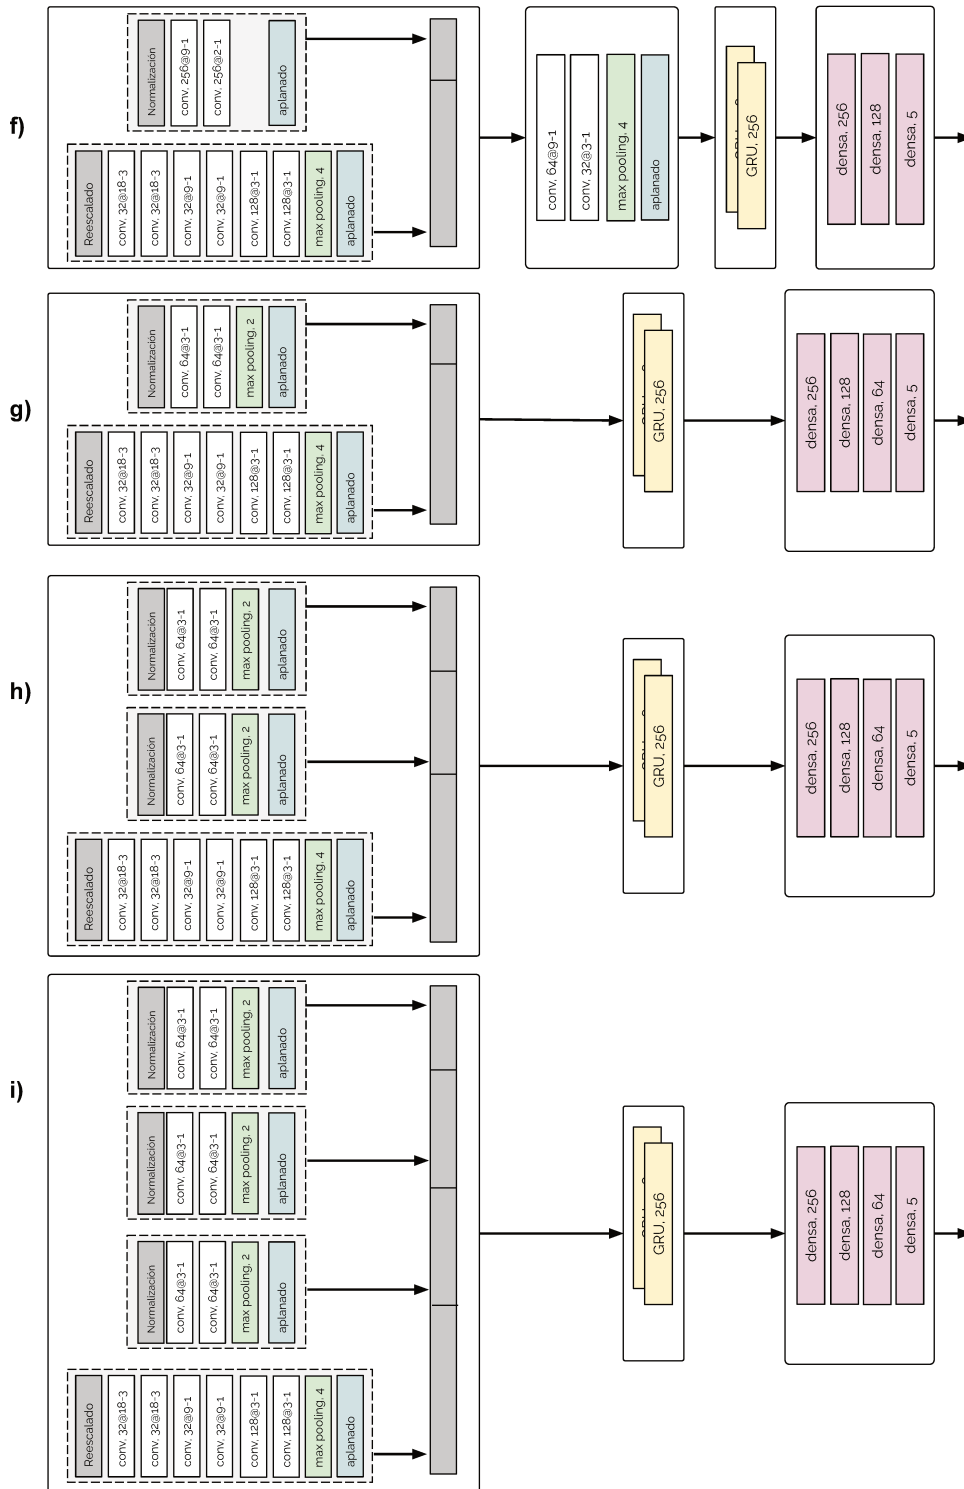 f)
Normalización
conv, 256@9-1
conv, 256@2-1
aplanado
Reescalado
conv, 32@18-3
conv, 32@18-3
conv, 32@9-1
conv, 32@9-1
conv, 128@3-1
conv, 128@3-1
max pooling, 4
aplanado
conv, 64@9-1
conv, 32@3-1
max pooling, 4
aplanado
GRU, 256
densa, 256
densa, 128
densa, 5
g)
Normalización
conv, 64@3-1
conv, 64@3-1
max pooling, 2
aplanado
Reescalado
conv, 32@18-3
conv, 32@18-3
conv, 32@9-1
conv, 32@9-1
conv, 128@3-1
conv, 128@3-1
max pooling, 4
aplanado
GRU, 256
densa, 256
densa, 128
densa, 64
densa, 5
h)
Normalización
conv, 64@3-1
conv, 64@3-1
max pooling, 2
aplanado
Normalización
conv, 64@3-1
conv, 64@3-1
max pooling, 2
aplanado
Reescalado
conv, 32@18-3
conv, 32@18-3
conv, 32@9-1
conv, 32@9-1
conv, 128@3-1
conv, 128@3-1
max pooling, 4
aplanado
GRU, 256
densa, 256
densa, 128
densa, 64
densa, 5
i)
Normalización
conv, 64@3-1
conv, 64@3-1
max pooling, 2
aplanado
Normalización
conv, 64@3-1
conv, 64@3-1
max pooling, 2
aplanado
Normalización
conv, 64@3-1
conv, 64@3-1
max pooling, 2
aplanado
Reescalado
conv, 32@18-3
conv, 32@18-3
conv, 32@9-1
conv, 32@9-1
conv, 128@3-1
conv, 128@3-1
max pooling, 4
aplanado
GRU, 256
densa, 256
densa, 128
densa, 64
densa, 5